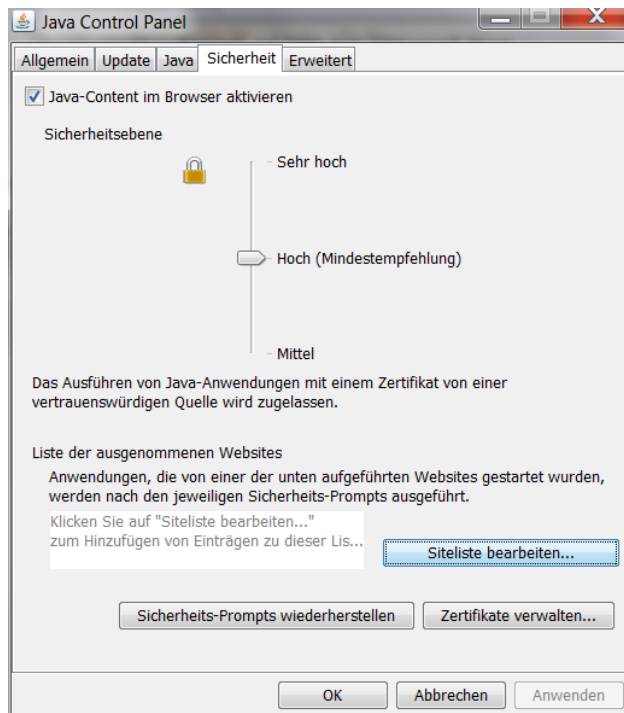 Java Control Panel
Allgemein Update Java Sicherheit Erweitert
Java-Content im Browser aktivieren
Sicherheitsebene
Sehr hoch
Hoch (Mindestempfehlung)
Mittel
Das Ausführen von Java-Anwendungen mit einem Zertifikat von einer
vertrauenswürdigen Quelle wird zugelassen.
Liste der ausgenommenen Websites
Anwendungen, die von einer der unten aufgeführten Websites gestartet wurden,
werden nach den jeweiligen Sicherheits-Prompts ausgeführt.
Klicken Sie auf "Siteliste bearbeiten..."
zum Hinzufügen von Einträgen zu dieser Lis...
Siteliste bearbeiten...
Sicherheits-Prompts wiederherstellen Zertifikate verwalten...
OK Abbrechen Anwenden